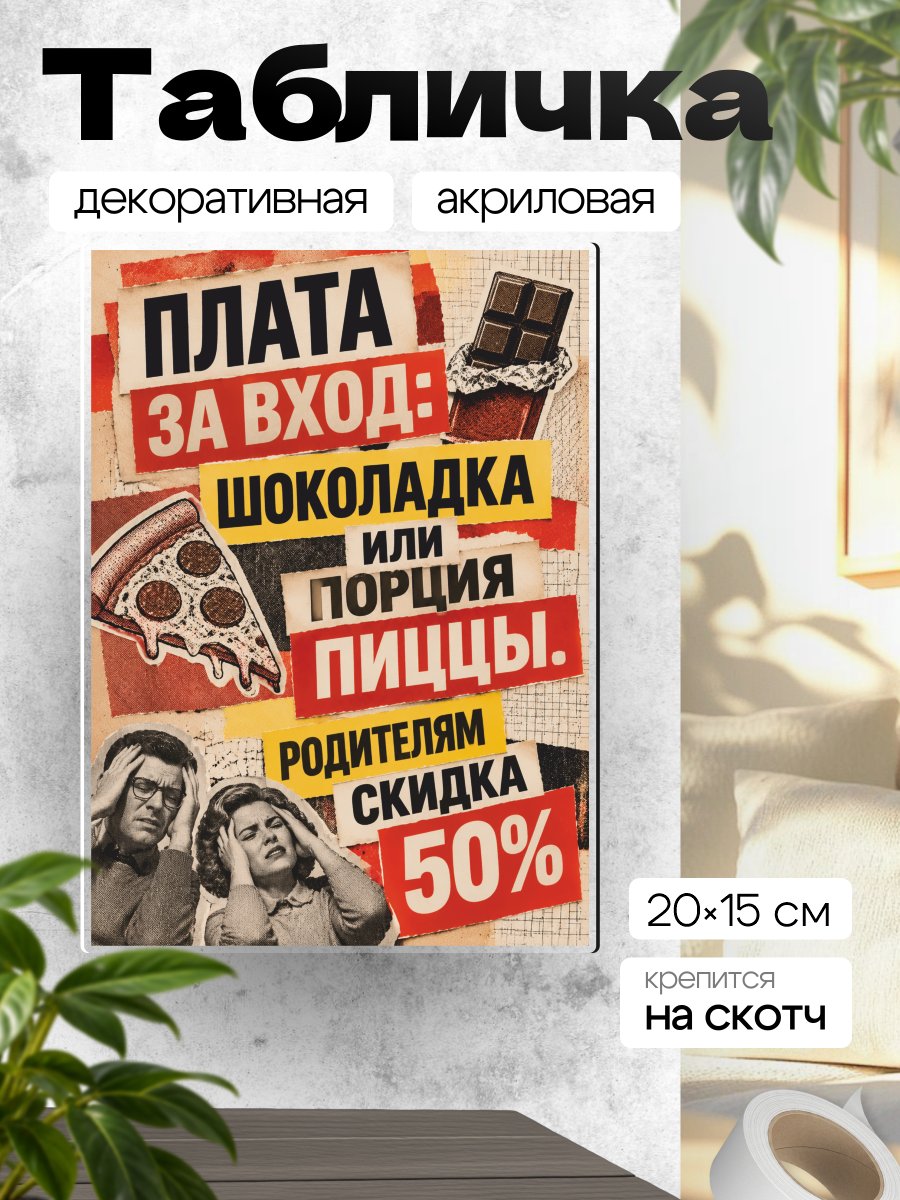 Табличка
декоративная акриловая
ПЛАТА
ЗА ВХОД:
ШОКОЛАДКА
ИЛИ
ПОРЦИЯ
ПИЦЦЫ.
РОДИТЕЛЯМ
СКИДКА
50%
20×15 см
крепится
на скотч